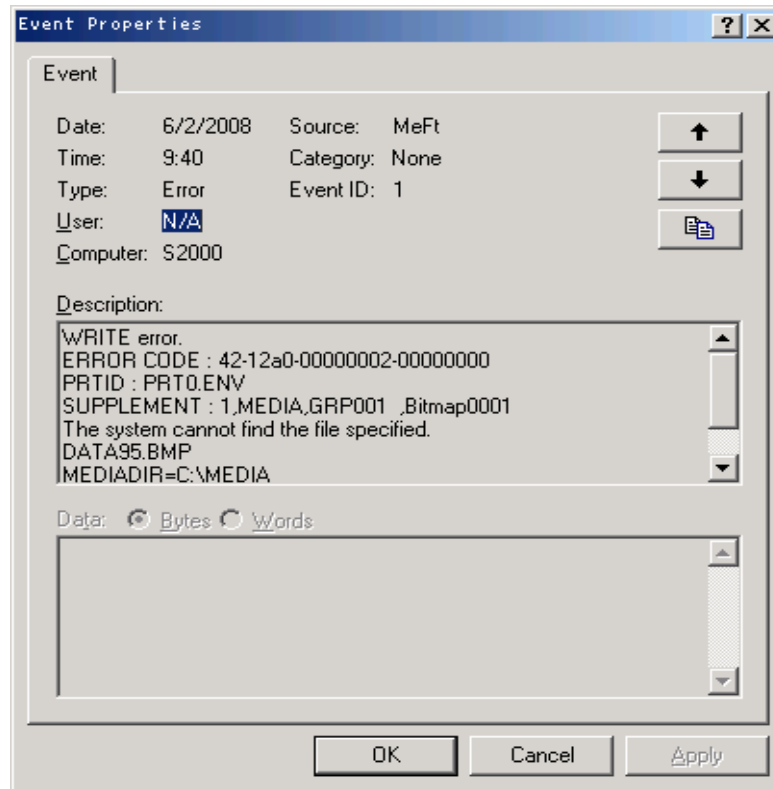 Event Properties
Event
Date: 6/2/2008 Source: MeFt
Time: 9:40 Category: None
Type: Error Event ID: 1
User: N/A
Computer: S2000
Description:
WRITE error.
ERROR CODE : 42-12a0-00000002-00000000
PRTID : PRT0.ENV
SUPPLEMENT : 1,MEDIA,GRP001 ,Bitmap0001
The system cannot find the file specified.
DATA95.BMP
MEDIADIR=C:\MEDIA
Data: Bytes Words
OK Cancel Apply